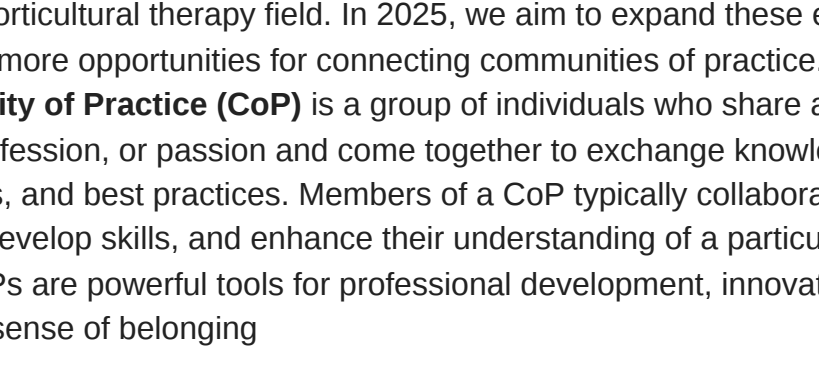 orticultural therapy field. In 2025, we aim to expand these e
more opportunities for connecting communities of practice.
ity of Practice (CoP) is a group of individuals who share a
fession, or passion and come together to exchange knowle
s, and best practices. Members of a CoP typically collabora
evelop skills, and enhance their understanding of a particu
Ps are powerful tools for professional development, innovat
sense of belonging